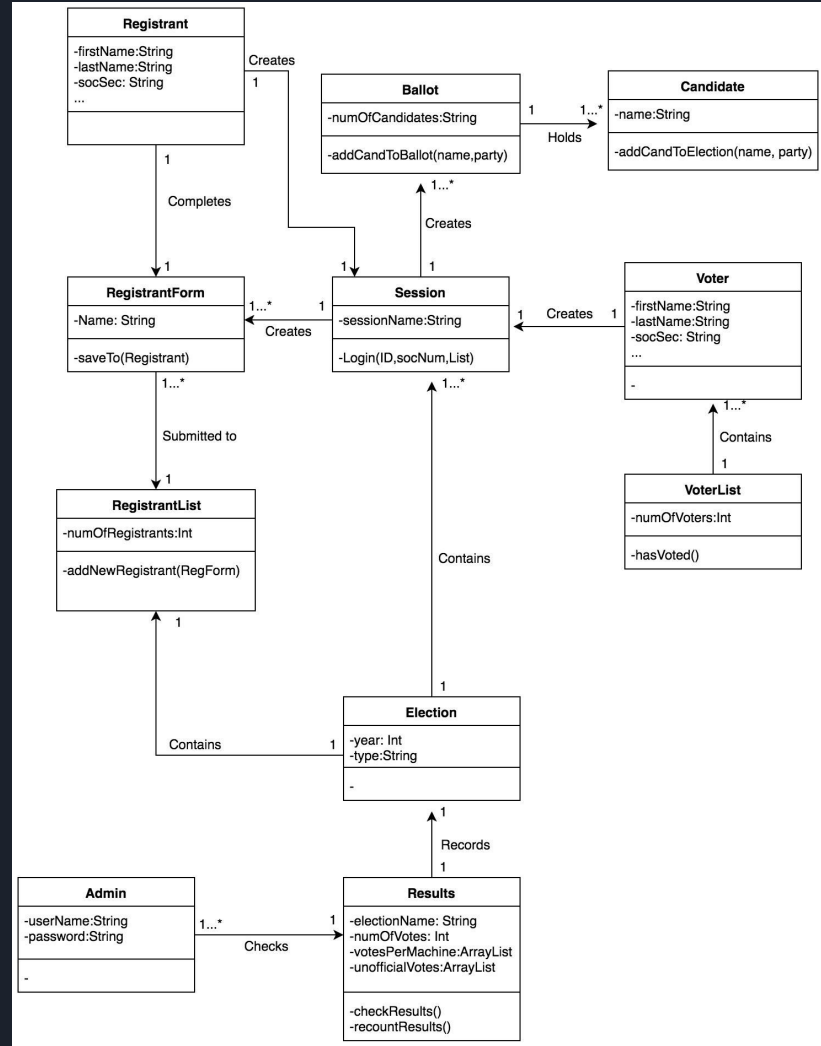 Registrant
-firstName:String
-lastName:String
-socSec: String
...
Creates
1
1
Completes
1
1
Ballot
-numOfCandidates:String
-addCandToBallot(name,party)
1
1...*
Holds
Candidate
-name:String
-addCandToElection(name, party)
1...*
Creates
1
RegistrantForm
-Name: String
-saveTo(Registrant)
1...*
1
Creates
Session
-sessionName:String
-Login(ID,socNum,List)
1
Creates
1
Voter
-firstName:String
-lastName:String
-socSec: String
...
-
1...*
Contains
1
VoterList
-numOfVoters:Int
-hasVoted()
1...*
Submitted to
1
RegistrantList
-numOfRegistrants:Int
-addNewRegistrant(RegForm)
1
Contains
1
1...*
Contains
1
Election
-year: Int
-type:String
-
1
Records
1
Admin
-userName:String
-password:String
-
1...*
1
Checks
Results
-electionName: String
-numOfVotes: Int
-votesPerMachine:ArrayList
-unofficialVotes:ArrayList
-checkResults()
-recountResults()